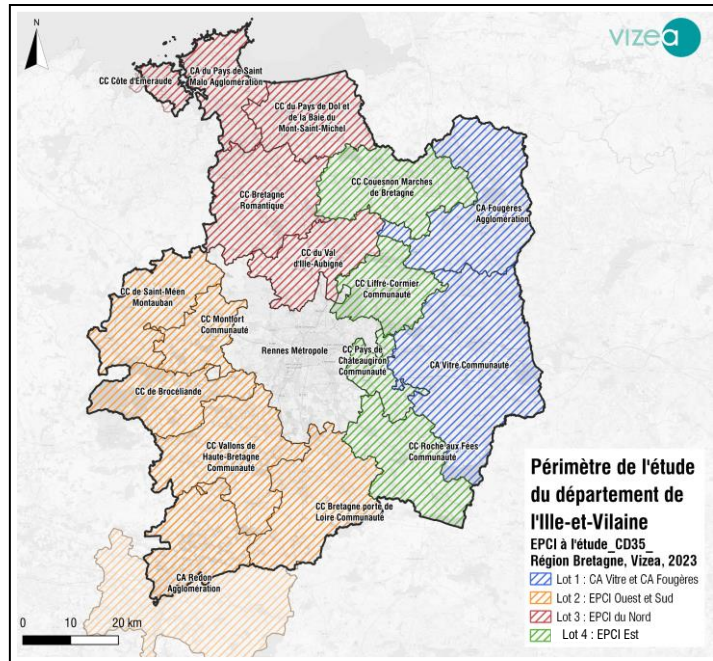 N
vizea
CC Côte d'Emeraude
CA du Pays de Saint
Malo Agglomération
CC du Pays de Dol et
de la Baie du
Mont-Saint-Michel
CC Couesnon Marches
de Bretagne
CC Bretagne
Romantique
CA Fougères
Agglomération
CC du Val
d'Ille-Aubigné
CC Liffré-Cormier
Communauté
CC de Saint-Méen
Montauban
CC Montfort
Communauté
Rennes Métropole
CC Pays de
Châteaugiron
Communauté
CA Vitré Communauté
CC de Brocéliande
CC Vallons de
Haute-Bretagne
Communauté
CC Roche aux Fées
Communauté
CC Bretagne porte de
Loire Communauté
CA Redon
Agglomération
Périmètre de l'étude
du département de
l'Ille-et-Vilaine
EPCI à l'étude_CD35_
Région Bretagne, Vizea, 2023
Lot 1 : CA Vitre et CA Fougères
Lot 2 : EPCI Ouest et Sud
Lot 3 : EPCI du Nord
Lot 4 : EPCI Est
0 10 20 km